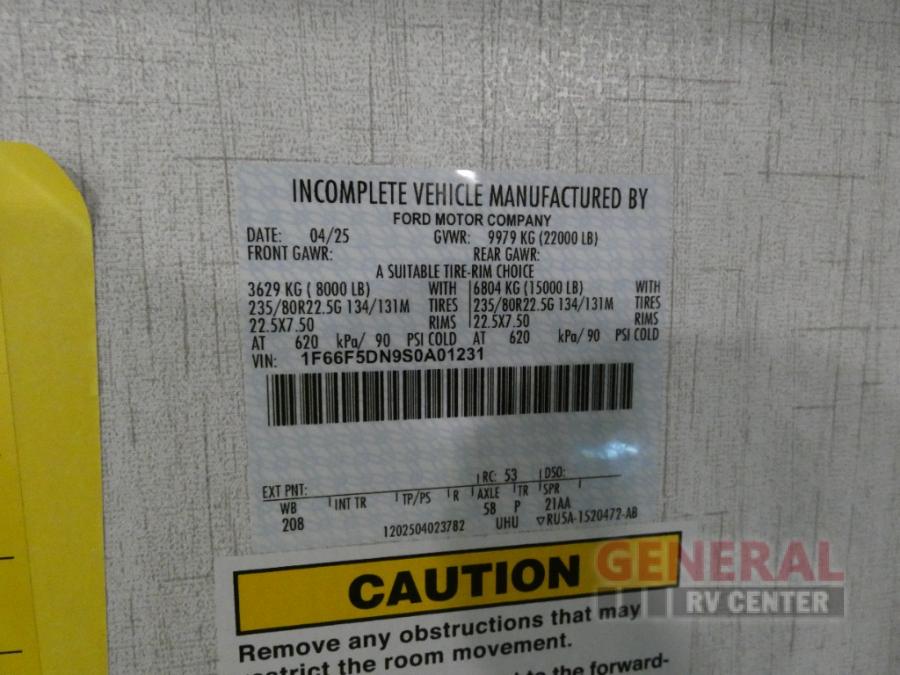 INCOMPLETE VEHICLE MANUFACTURED BY
FORD MOTOR COMPANY
DATE: 04/25 GVWR: 9979 KG (22000 LB)
FRONT GAWR: REAR GAWR:
A SUITABLE TIRE-RIM CHOICE
3629 KG ( 8000 LB) WITH 6804 KG (15000 LB) WITH
235/80R22.5G 134/131M TIRES 235/80R22.5G 134/131M TIRES
22.5X7.50 RIMS 22.5X7.50 RIMS
AT 620 kPa/ 90 PSI COLD AT 620 kPa/ 90 PSI COLD
VIN: 1F66F5DN9S0A01231
RC: 53 DSO:
EXT PNT:
WB INT TR TP/PS R AXLE TR SPR
208 58 P 21AA
1202504023782 UHU ▽RU5A-1520472-AB
CAUTION
Remove any obstructions that may
restrict the room movement.
to the forward-
GENERAL
RV CENTER